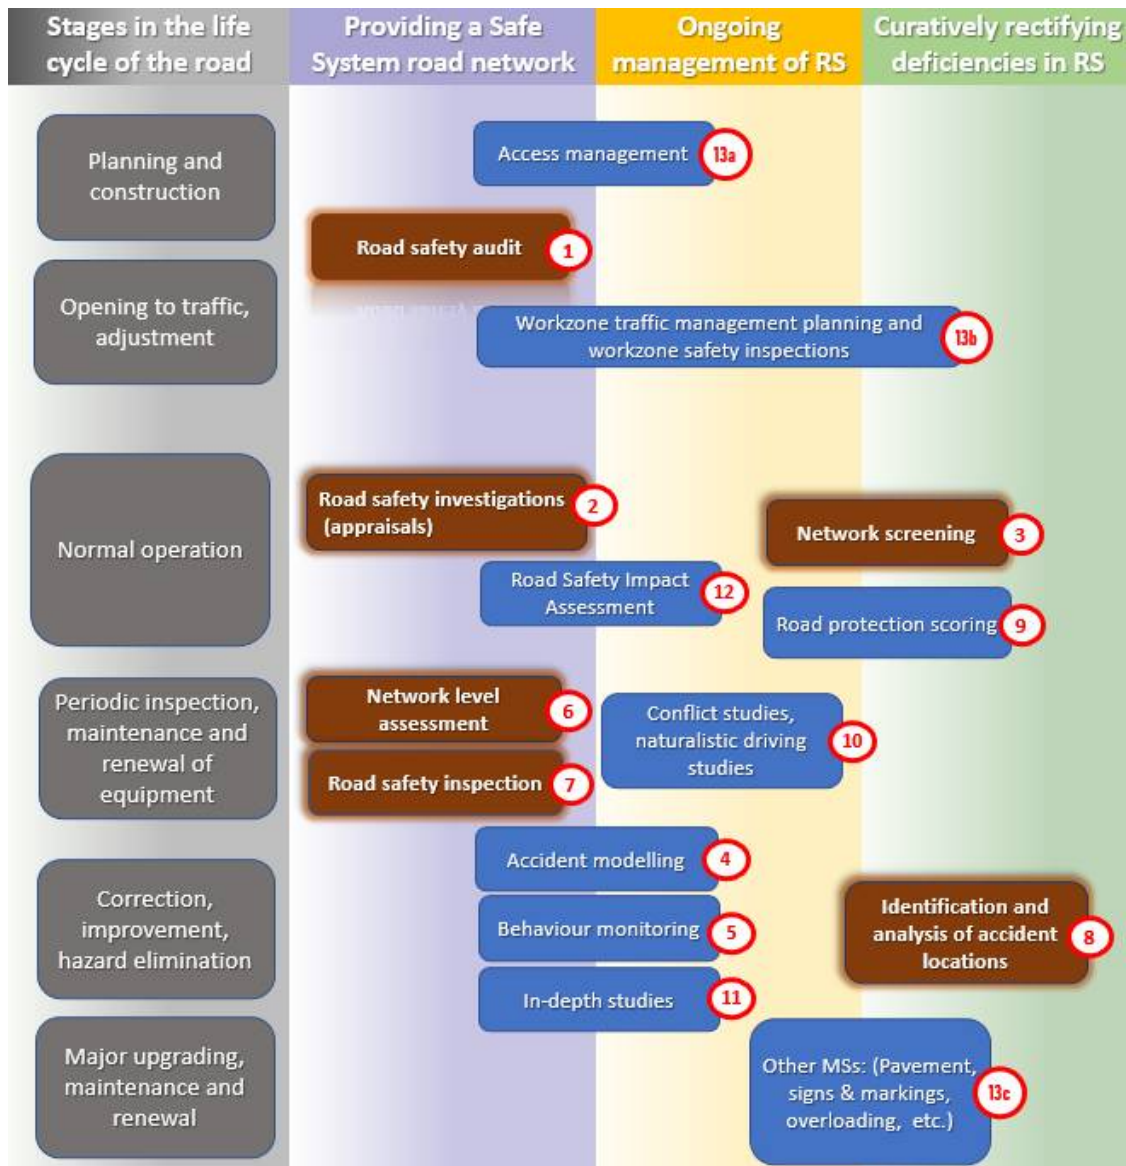 Stages in the life
cycle of the road
Providing a Safe
System road network
Ongoing
management of RS
Curatively rectifying
deficiencies in RS
Planning and
construction
Access management
13a
Road safety audit
1
Opening to traffic,
adjustment
Workzone traffic management planning and
workzone safety inspections
13b
Normal operation
Road safety investigations
(appraisals)
2
Network screening
3
Road Safety Impact
Assessment
12
Road protection scoring
9
Periodic inspection,
maintenance and
renewal of
equipment
Network level
assessment
6
Conflict studies,
naturalistic driving
studies
10
Road safety inspection
7
Correction,
improvement,
hazard elimination
Accident modelling
4
Behaviour monitoring
5
Identification and
analysis of accident
locations
8
In-depth studies
11
Major upgrading,
maintenance and
renewal
Other MSs: (Pavement,
signs & markings,
overloading, etc.)
13c